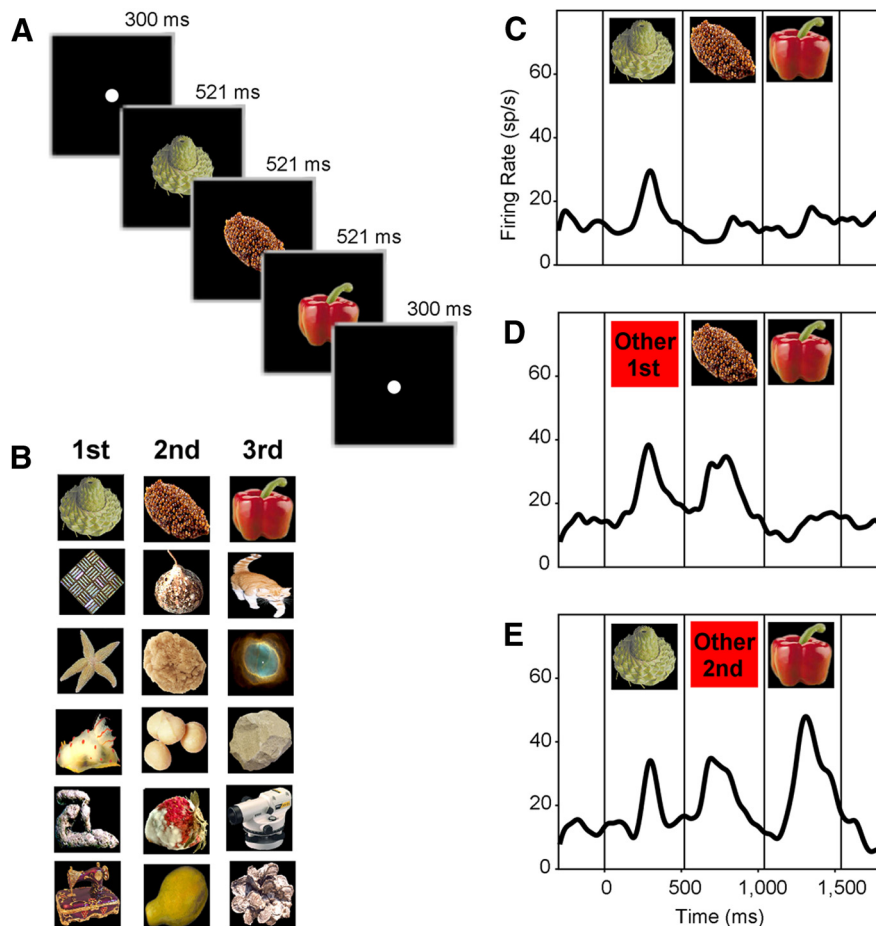 A
300 ms
521 ms
521 ms
521 ms
300 ms
B
1st 2nd 3rd
C
Firing Rate (sp/s)
60
40
20
0
D
Other
1st
60
40
20
0
E
Other
2nd
60
40
20
0
0 500 1,000 1,500
Time (ms)